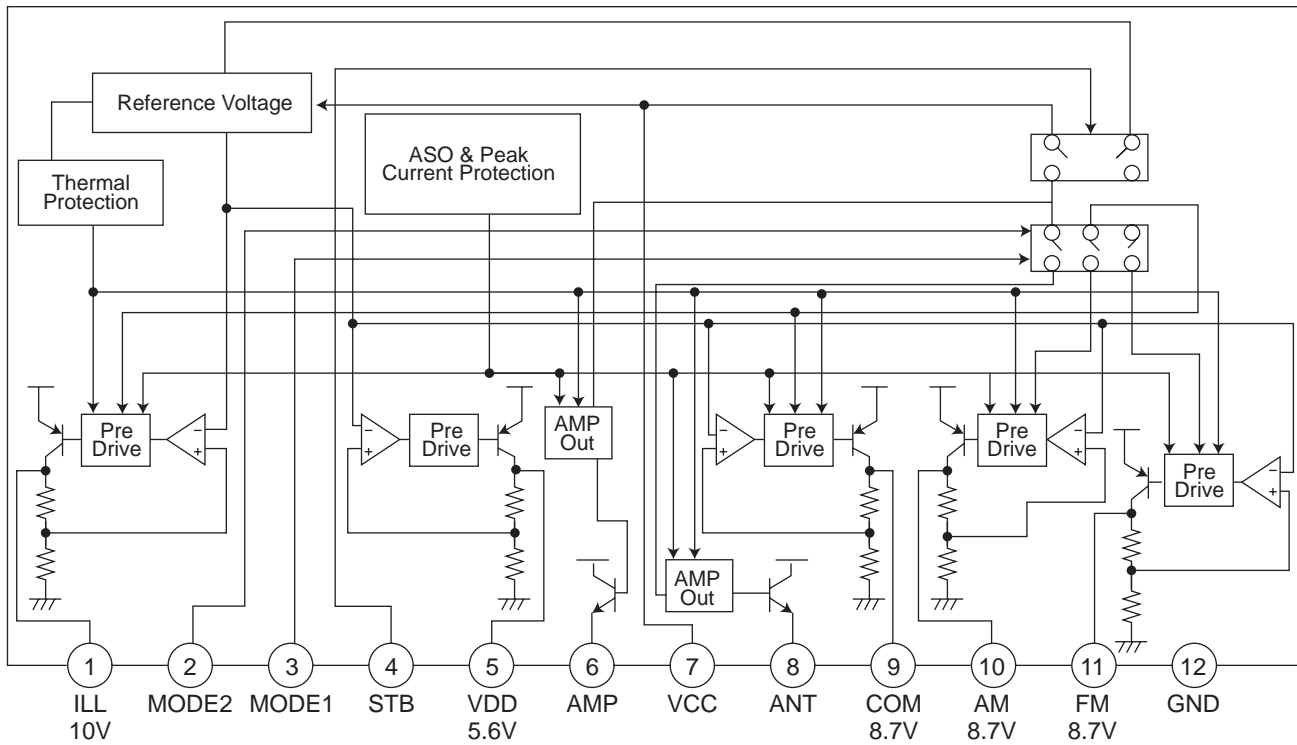 Reference Voltage
ASO & Peak
Current Protection
Thermal
Protection
Pre
Drive
-
+
-
+
Pre
Drive
AMP
Out
-
+
Pre
Drive
Pre
Drive
-
+
Pre
Drive
-
+
AMP
Out
1
2
3
4
5
6
7
8
9
10
11
12
ILL
MODE2
MODE1
STB
VDD
AMP
VCC
ANT
COM
AM
FM
GND
10V
5.6V
8.7V
8.7V
8.7V